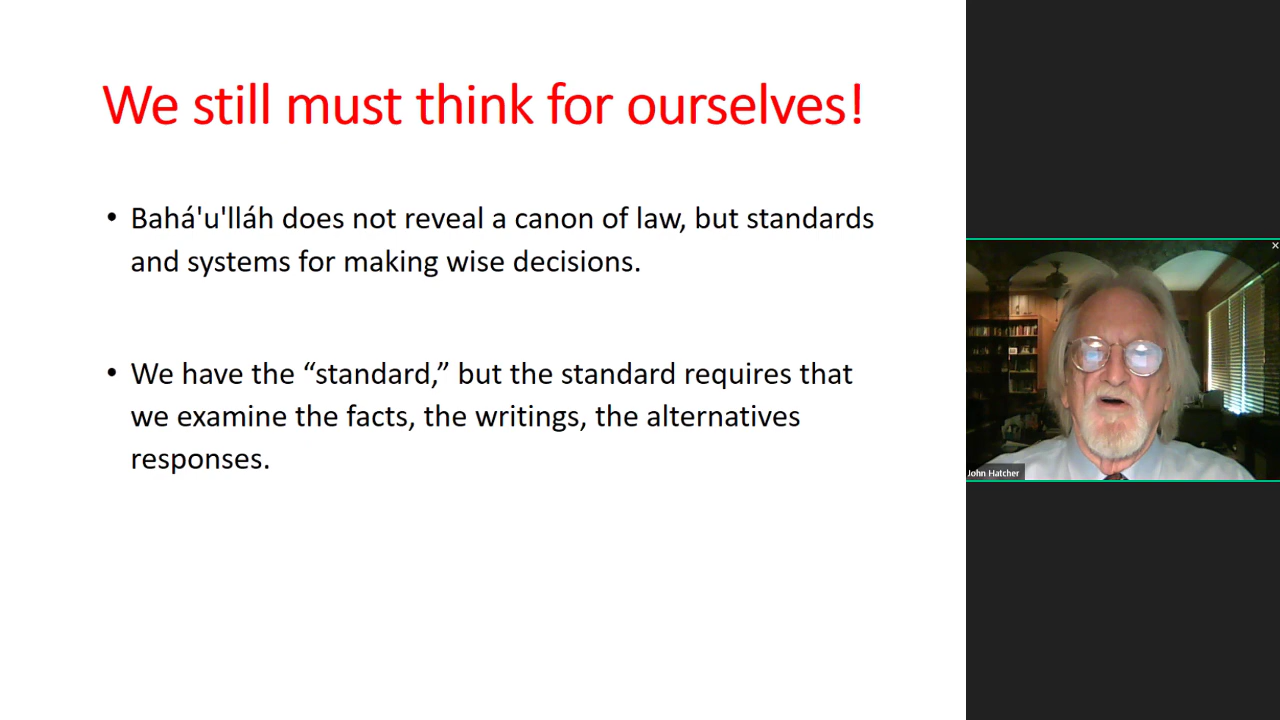 We still must think for ourselves!
• Bahá'u'lláh does not reveal a canon of law, but standards
and systems for making wise decisions.
• We have the “standard,” but the standard requires that
we examine the facts, the writings, the alternatives
responses.
John Hatcher